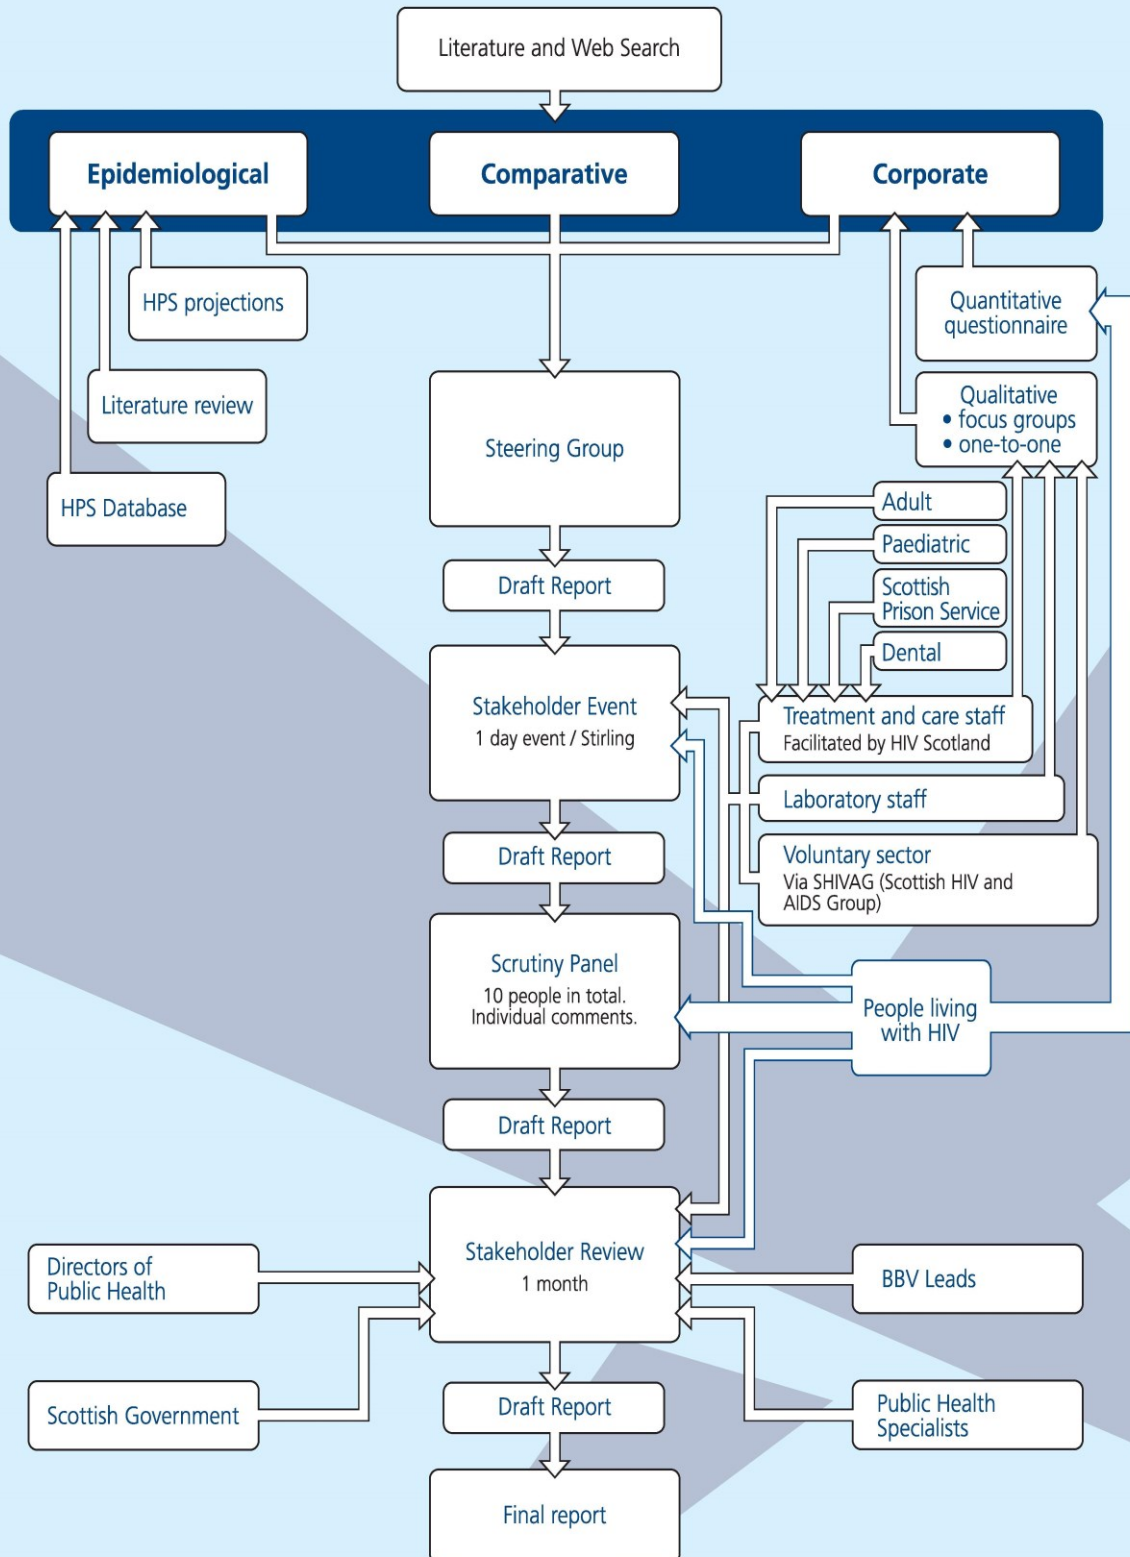 Literature and Web Search
Epidemiological
Comparative
Corporate
HPS projections
Literature review
HPS Database
Quantitative
questionnaire
Qualitative
• focus groups
• one-to-one
Steering Group
Adult
Paediatric
Scottish
Prison Service
Dental
Draft Report
Stakeholder Event
1 day event / Stirling
Treatment and care staff
Facilitated by HIV Scotland
Laboratory staff
Voluntary sector
Via SHIVAG (Scottish HIV and
AIDS Group)
Draft Report
Scrutiny Panel
10 people in total.
Individual comments.
People living
with HIV
Draft Report
Stakeholder Review
1 month
Directors of
Public Health
BBV Leads
Scottish Government
Public Health
Specialists
Draft Report
Final report